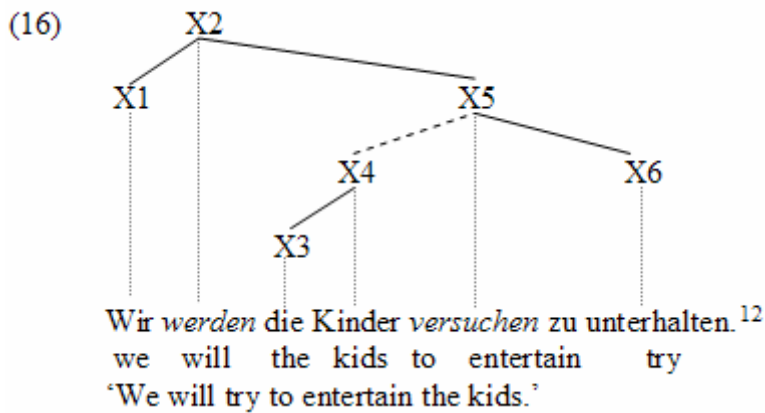 (16) X2
X1 X5
X4 X6
X3
Wir werden die Kinder versuchen zu unterhalten.12
we will the kids to entertain try
‘We will try to entertain the kids.’